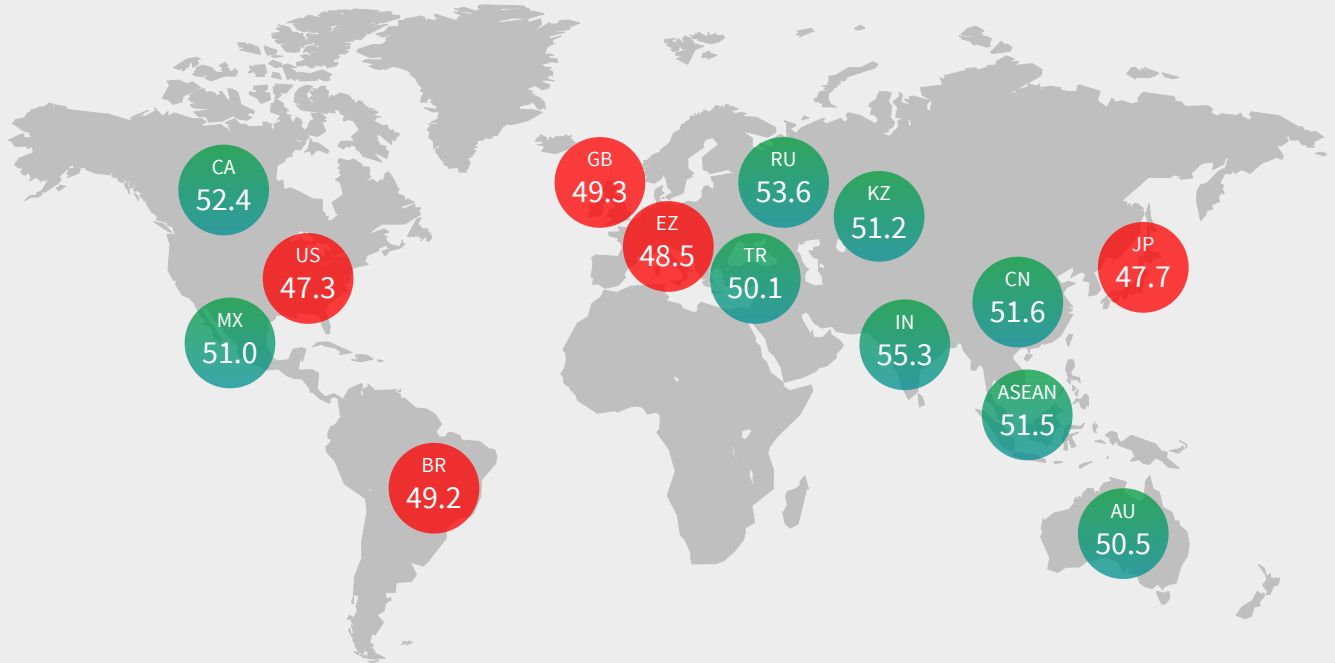 GB
49.3
RU
53.6
CA
52.4
KZ
51.2
EZ
48.5
JP
47.7
US
47.3
TR
50.1
CN
51.6
MX
51.0
IN
55.3
ASEAN
51.5
BR
49.2
AU
50.5